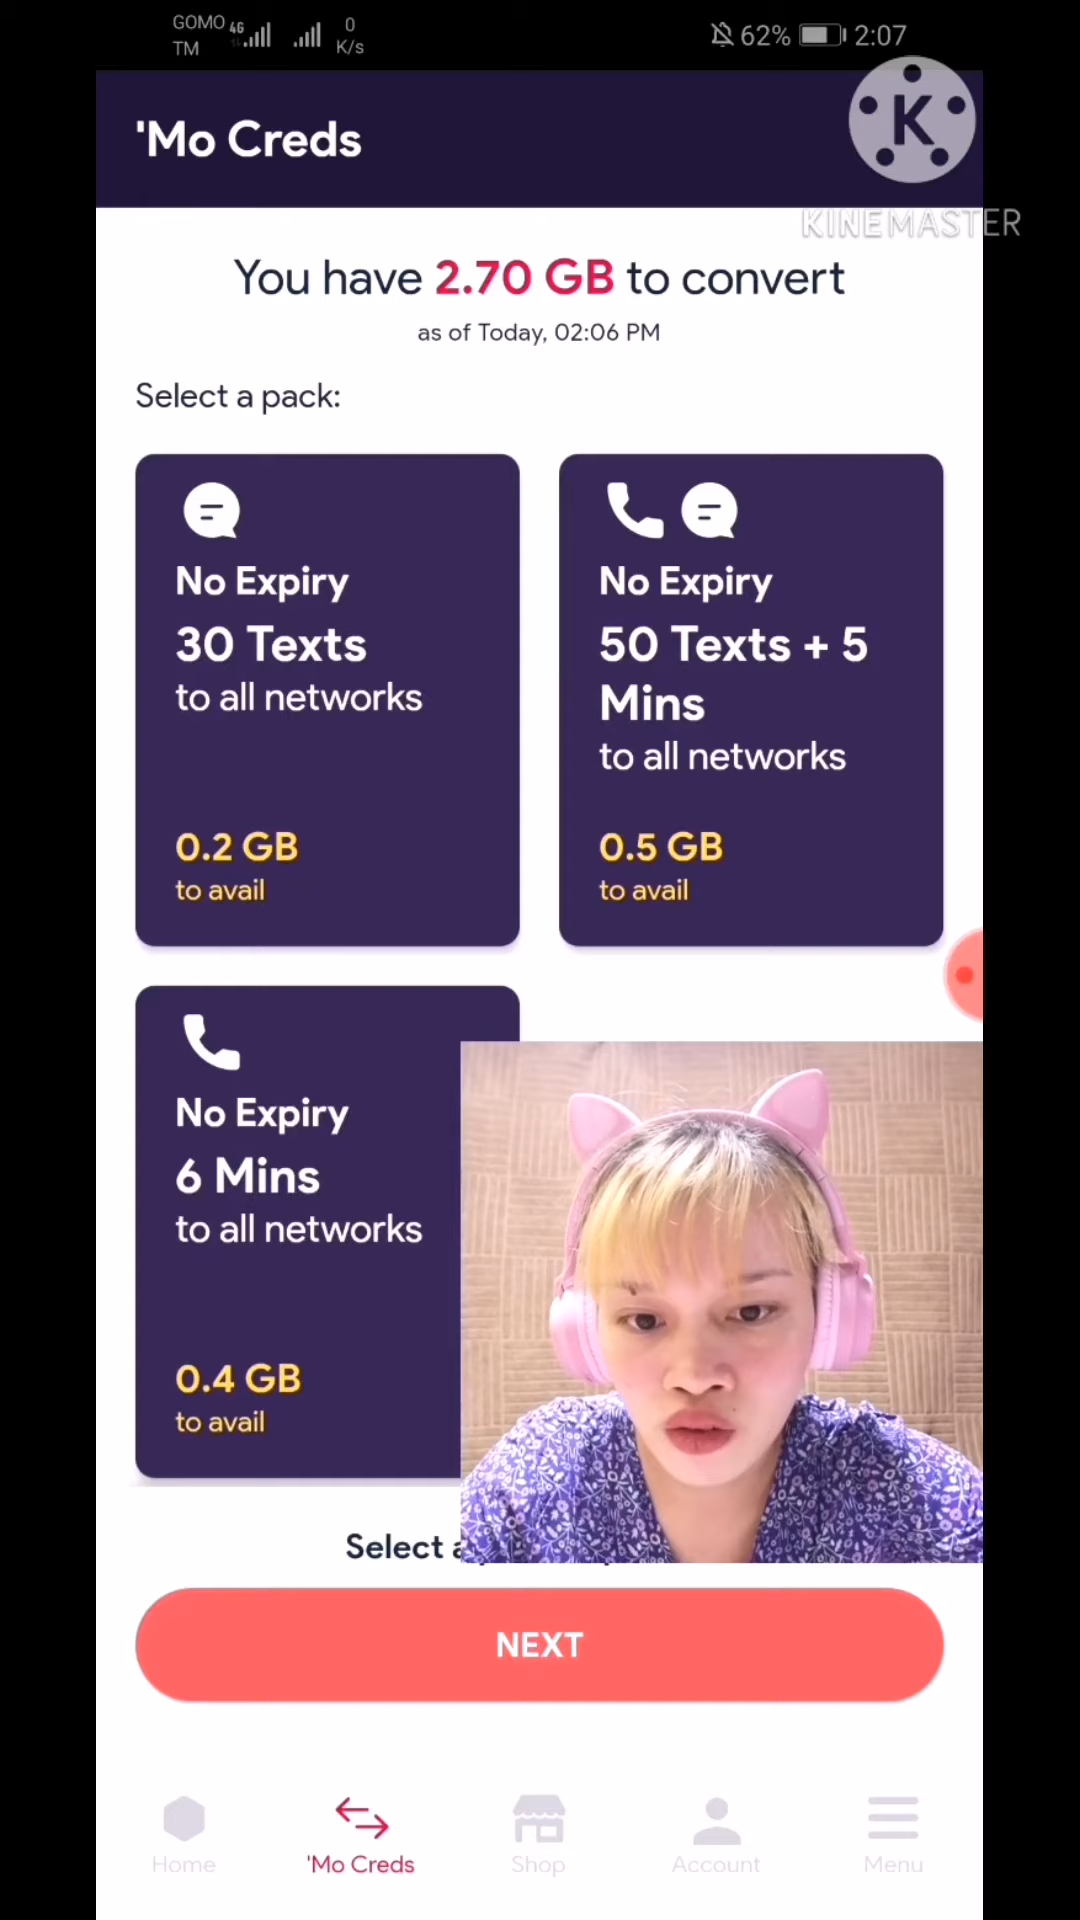 GOMO 4G 0
TM K/s
62% 2:07
'Mo Creds
K
KINEMASTER
You have 2.70 GB to convert
as of Today, 02:06 PM
Select a pack:
No Expiry
30 Texts
to all networks
0.2 GB
to avail
No Expiry
50 Texts + 5
Mins
to all networks
0.5 GB
to avail
No Expiry
6 Mins
to all networks
0.4 GB
to avail
Select
NEXT
Home
'Mo Creds
Shop
Account
Menu